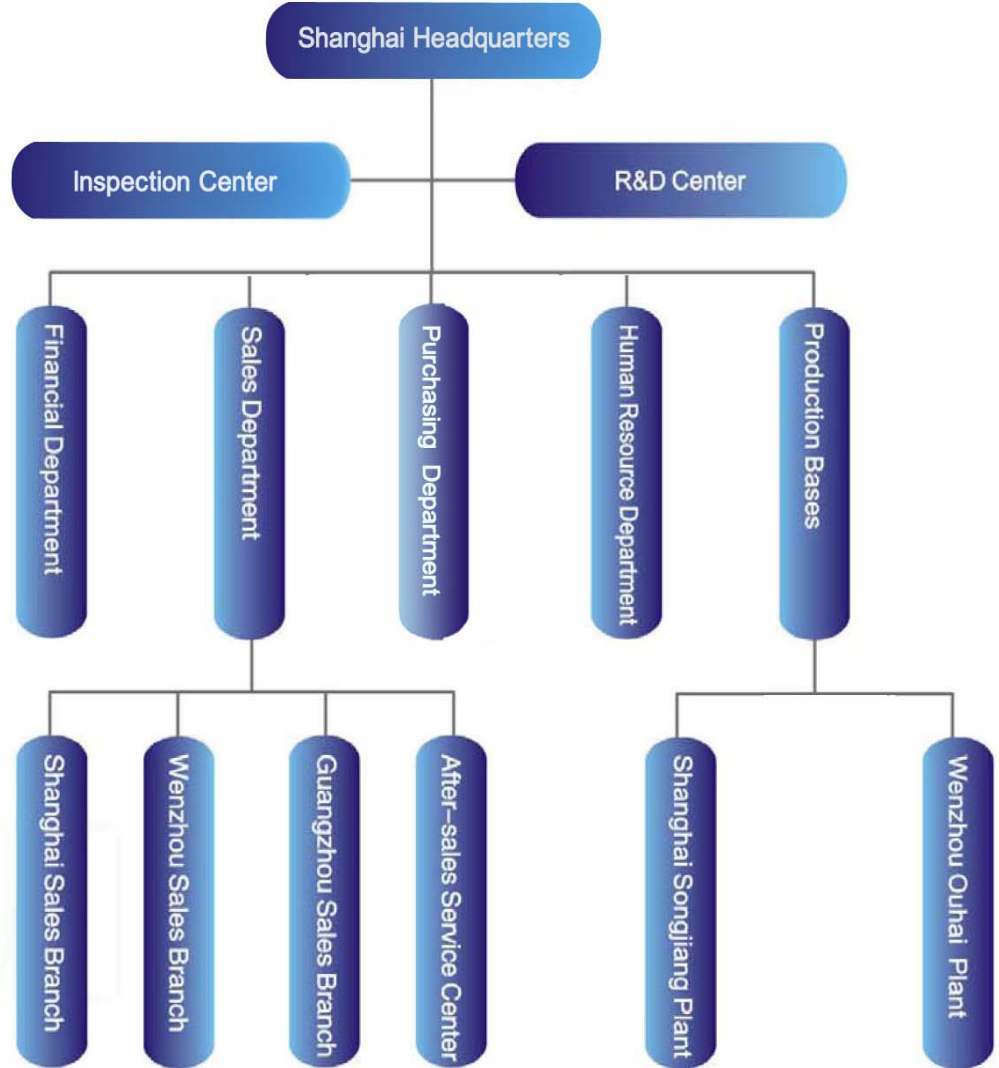 Shanghai Headquarters
Inspection Center
R&D Center
Financial Department
Sales Department
Purchasing Department
Human Resource Department
Production Bases
Shanghai Sales Branch
Wenzhou Sales Branch
Guangzhou Sales Branch
After-sales Service Center
Shanghai Songjiang Plant
Wenzhou Ouhai Plant